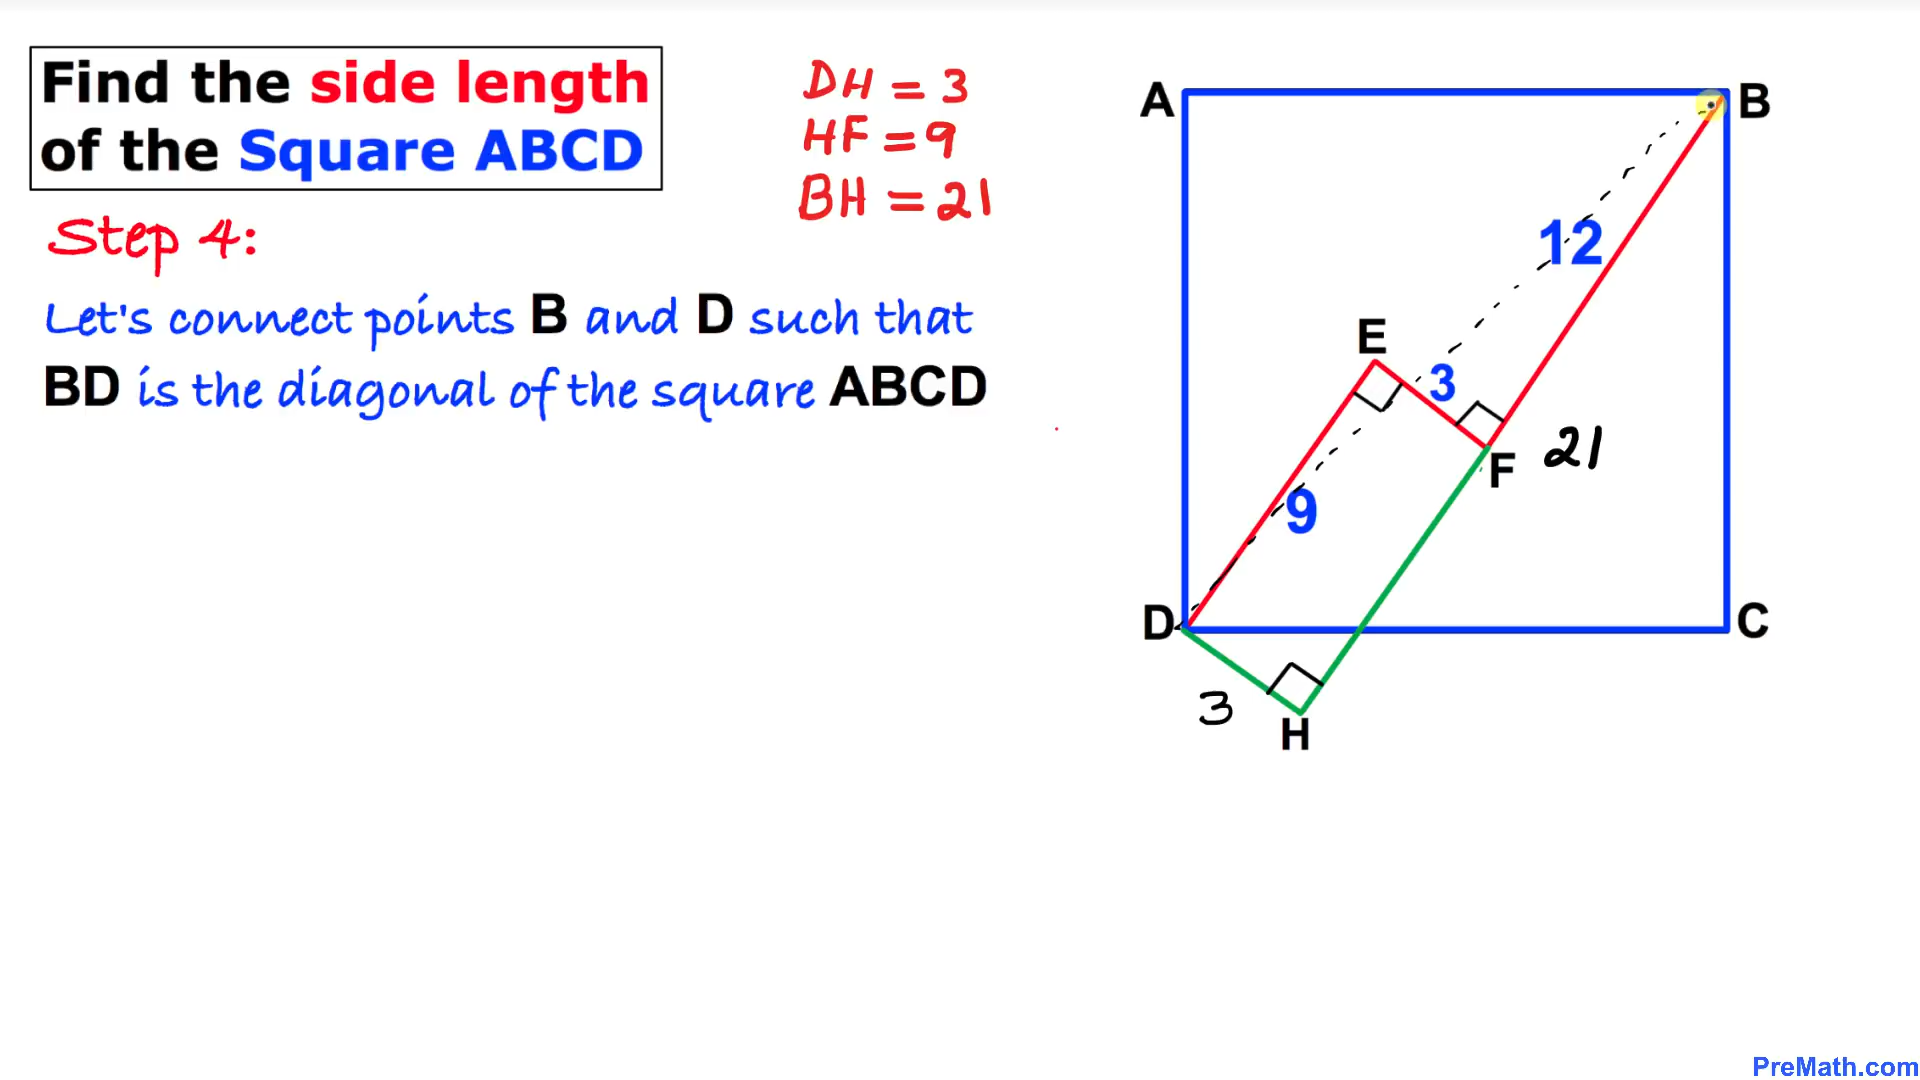 Find the side length
of the Square ABCD
DH = 3
HF = 9
BH = 21
Step 4:
Let's connect points B and D such that
BD is the diagonal of the square ABCD
A
B
12
E
3
F
21
9
D
C
3
H
PreMath.com